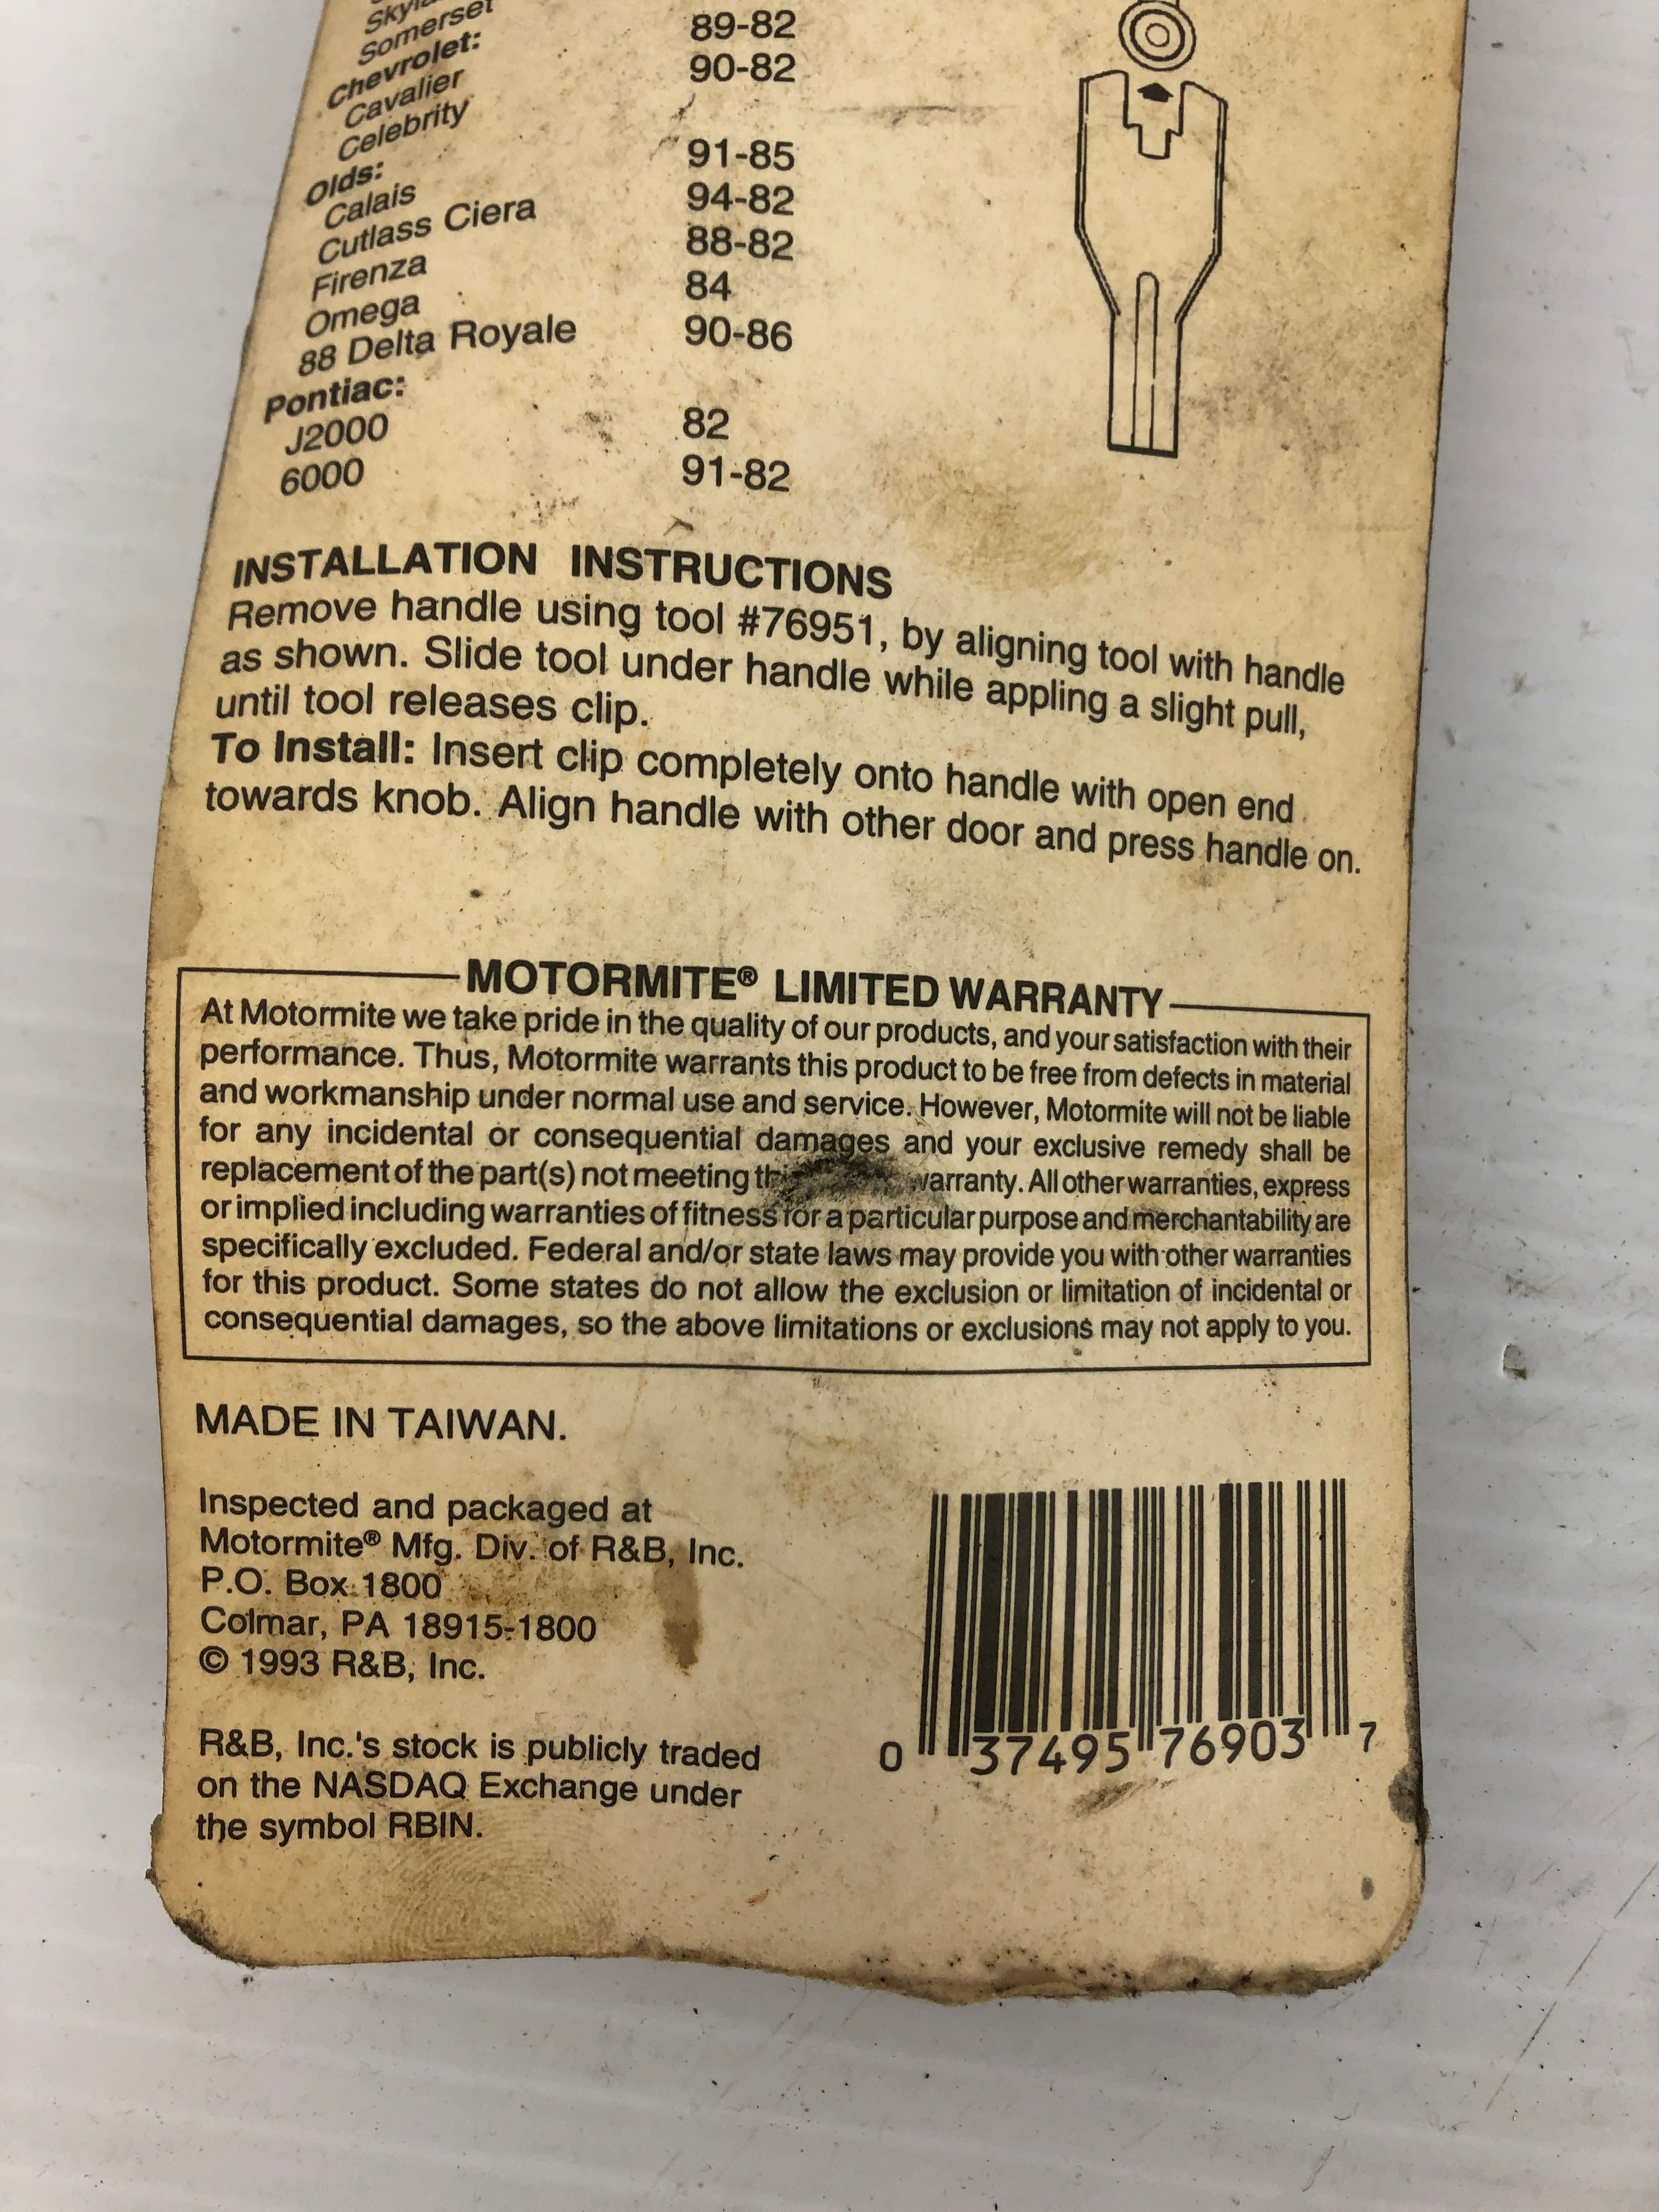 Somerset
Chevrolet:
Cavalier 89-82
Celebrity 90-82
Olds:
Calais 91-85
Cutlass Ciera 94-82
Firenza 88-82
Omega 84
88 Delta Royale 90-86
Pontiac:
J2000 82
6000 91-82
INSTALLATION INSTRUCTIONS
Remove handle using tool #76951, by aligning tool with handle
as shown. Slide tool under handle while appling a slight pull,
until tool releases clip.
To Install: Insert clip completely onto handle with open end
towards knob. Align handle with other door and press handle on.
MOTORMITE® LIMITED WARRANTY
At Motormite we take pride in the quality of our products, and your satisfaction with their
performance. Thus, Motormite warrants this product to be free from defects in material
and workmanship under normal use and service. However, Motormite will not be liable
for any incidental or consequential damages and your exclusive remedy shall be
replacement of the part(s) not meeting warranty. All other warranties, express
or implied including warranties of fitness for a particular purpose and merchantability are
specifically excluded. Federal and/or state laws may provide you with other warranties
for this product. Some states do not allow the exclusion or limitation of incidental or
consequential damages, so the above limitations or exclusions may not apply to you.
MADE IN TAIWAN.
Inspected and packaged at
Motormite® Mfg. Div. of R&B, Inc.
P.O. Box 1800
Colmar, PA 18915-1800
© 1993 R&B, Inc.
R&B, Inc.'s stock is publicly traded
on the NASDAQ Exchange under
the symbol RBIN.
0 37495 76903 7